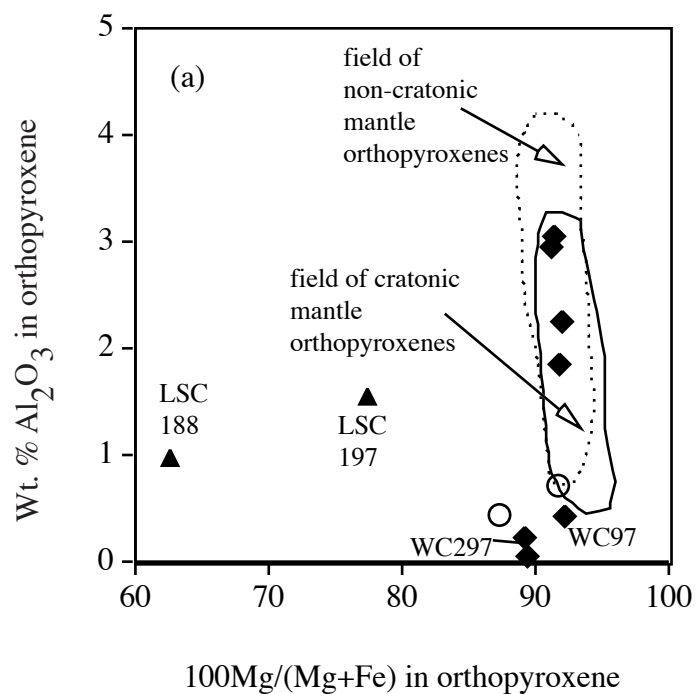 5
4
3
2
1
0
60
70
80
90
100
Wt. % Al2O3 in orthopyroxene
(a)
field of
non-cratonic
mantle
orthopyroxenes
field of cratonic
mantle
orthopyroxenes
LSC
188
LSC
197
WC297
WC97
100Mg/(Mg+Fe) in orthopyroxene